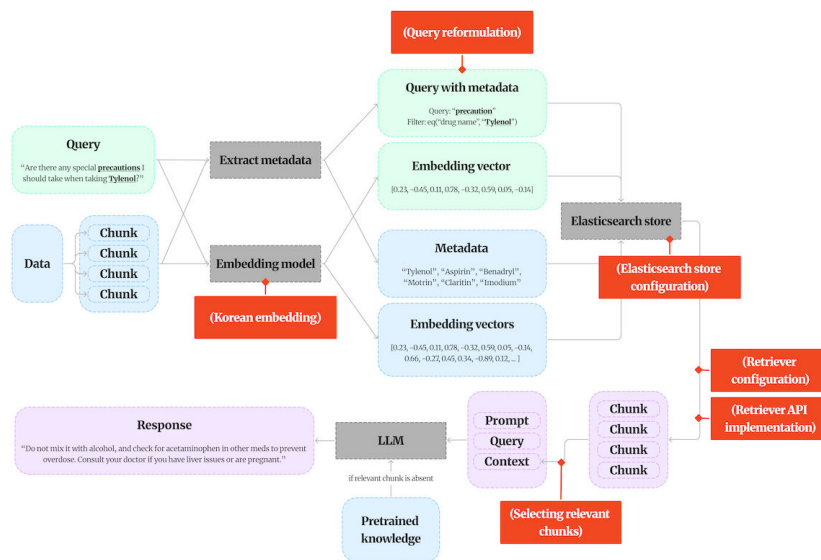 (Query reformulation)
Query with metadata
Query: “precaution”
Filter: eq(“drug name”, “Tylenol”)
Query
“Are there any special precautions I
should take when taking Tylenol?”
Extract metadata
Embedding vector
[0.23, -0.45, 0.11, 0.78, -0.32, 0.59, 0.05, -0.14]
Elasticsearch store
Data
Chunk
Chunk
Chunk
Chunk
Embedding model
Metadata
“Tylenol”, “Aspirin”, “Benadryl”,
“Motrin”, “Claritin”, “Imodium”
(Elasticsearch store
configuration)
(Korean embedding)
Embedding vectors
[0.23, -0.45, 0.11, 0.78, -0.32, 0.59, 0.05, -0.14,
0.66, -0.27, 0.45, 0.34, -0.89, 0.12, ... ]
(Retriever
configuration)
(Retriever API
implementation)
Response
“Do not mix it with alcohol, and check for acetaminophen in other meds to prevent
overdose. Consult your doctor if you have liver issues or are pregnant.”
LLM
Prompt
Query
Context
Chunk
Chunk
Chunk
Chunk
if relevant chunk is absent
(Selecting relevant
chunks)
Pretrained
knowledge